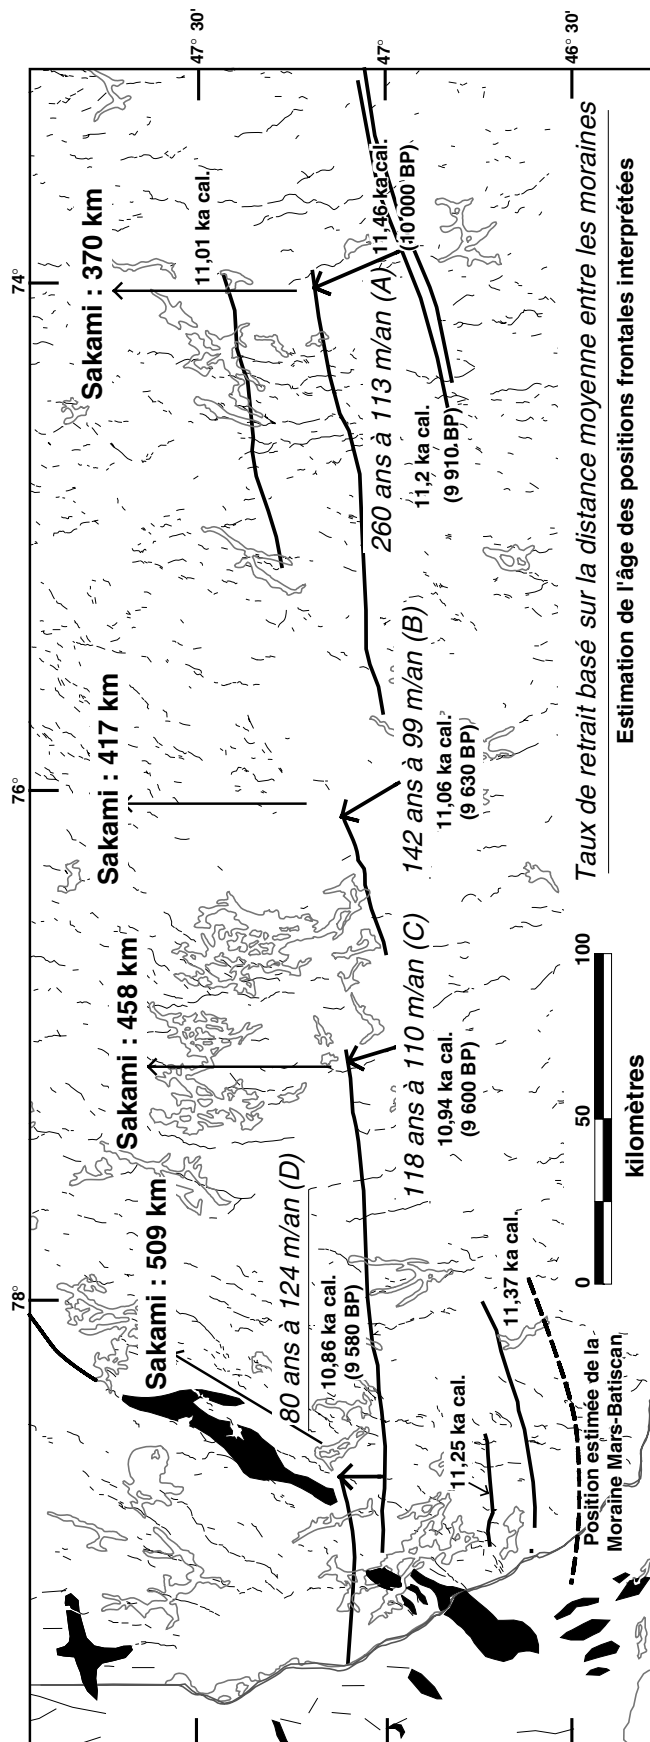 78°
76°
74°
47° 30'
47°
46° 30'
Sakami : 509 km
Sakami : 458 km
Sakami : 417 km
Sakami : 370 km
11,01 ka cal.
80 ans à 124 m/an (D)
10,86 ka cal.
(9 580 BP)
118 ans à 110 m/an (C)
10,94 ka cal.
(9 600 BP)
142 ans à 99 m/an (B)
11,06 ka cal.
(9 630 BP)
260 ans à 113 m/an (A)
11,2 ka cal.
(9 910 BP)
11,46 ka cal.
(10 000 BP)
11,25 ka cal.
11,37 ka cal.
Position estimée de la
Moraine Mars-Batiscan
0
50
100
kilomètres
Taux de retrait basé sur la distance moyenne entre les moraines
Estimation de l'âge des positions frontales interprétées